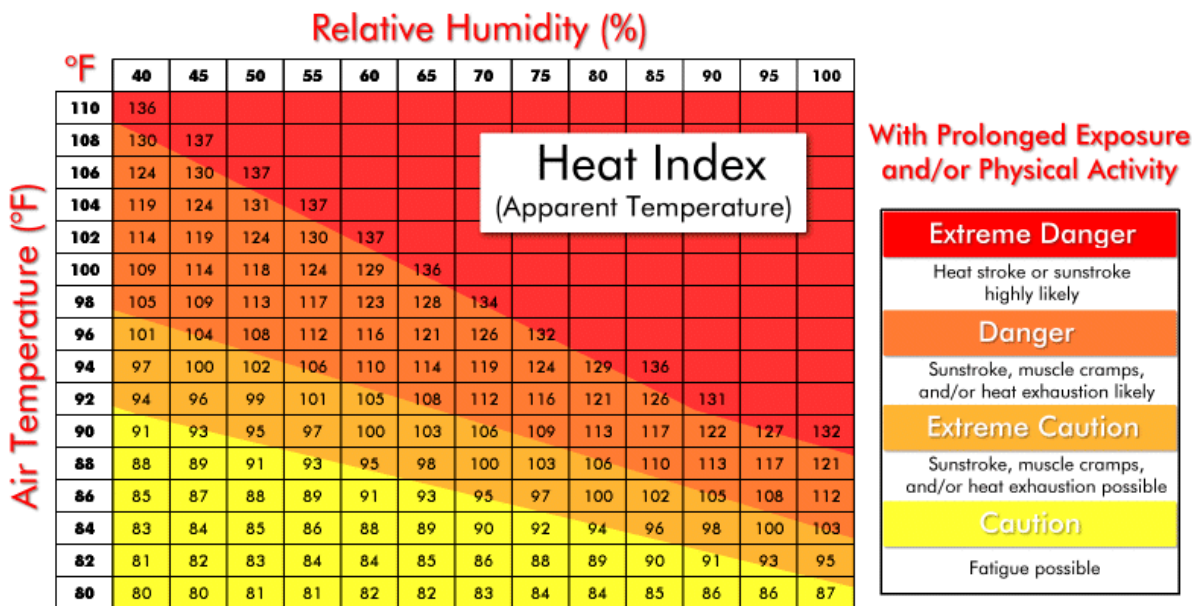 Relative Humidity (%)
°F 40 45 50 55 60 65 70 75 80 85 90 95 100
110 136
108 130 137
106 124 130 137
104 119 124 131 137
102 114 119 124 130 137
100 109 114 118 124 129 136
98 105 109 113 117 123 128 134
96 101 104 108 112 116 121 126 132
94 97 100 102 106 110 114 119 124 129 136
92 94 96 99 101 105 108 112 116 121 126 131
90 91 93 95 97 100 103 106 109 113 117 122 127 132
88 88 89 91 93 95 98 100 103 106 110 113 117 121
86 85 87 88 89 91 93 95 97 100 102 105 108 112
84 83 84 85 86 88 89 90 92 94 96 98 100 103
82 81 82 83 84 84 85 86 88 89 90 91 93 95
80 80 80 81 81 82 82 83 84 84 85 86 86 87
Air Temperature (°F)
Heat Index
(Apparent Temperature)
With Prolonged Exposure
and/or Physical Activity
Extreme Danger
Heat stroke or sunstroke
highly likely
Danger
Sunstroke, muscle cramps,
and/or heat exhaustion likely
Extreme Caution
Sunstroke, muscle cramps,
and/or heat exhaustion possible
Caution
Fatigue possible